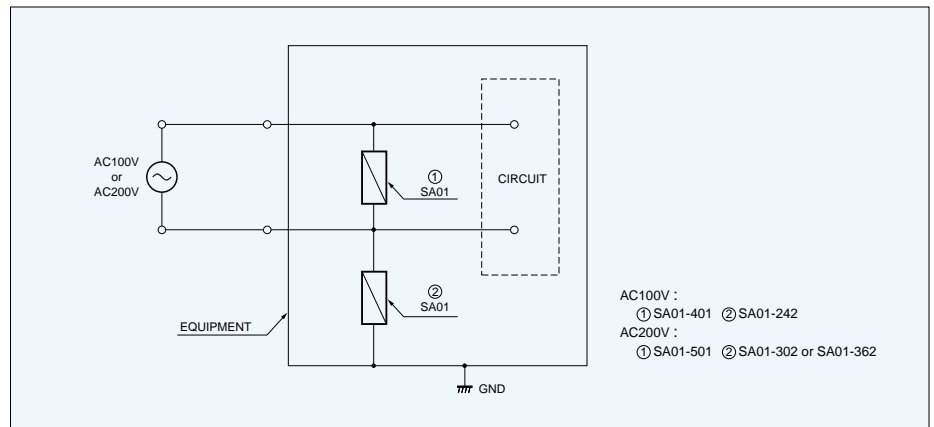 AC100V
or
AC200V
①
SA01
CIRCUIT
②
SA01
EQUIPMENT
GND
AC100V :
① SA01-401 ② SA01-242
AC200V :
① SA01-501 ② SA01-302 or SA01-362